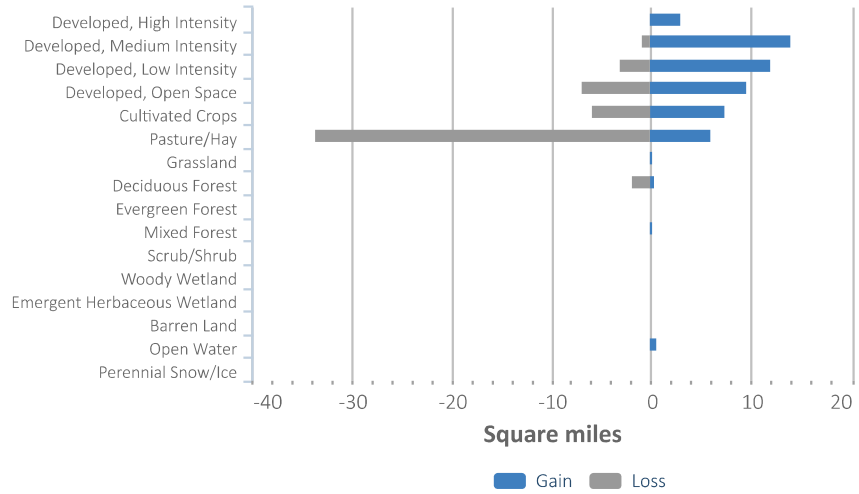 Developed, High Intensity
Developed, Medium Intensity
Developed, Low Intensity
Developed, Open Space
Cultivated Crops
Pasture/Hay
Grassland
Deciduous Forest
Evergreen Forest
Mixed Forest
Scrub/Shrub
Woody Wetland
Emergent Herbaceous Wetland
Barren Land
Open Water
Perennial Snow/Ice
-40 -30 -20 -10 0 10 20
Square miles
Gain Loss